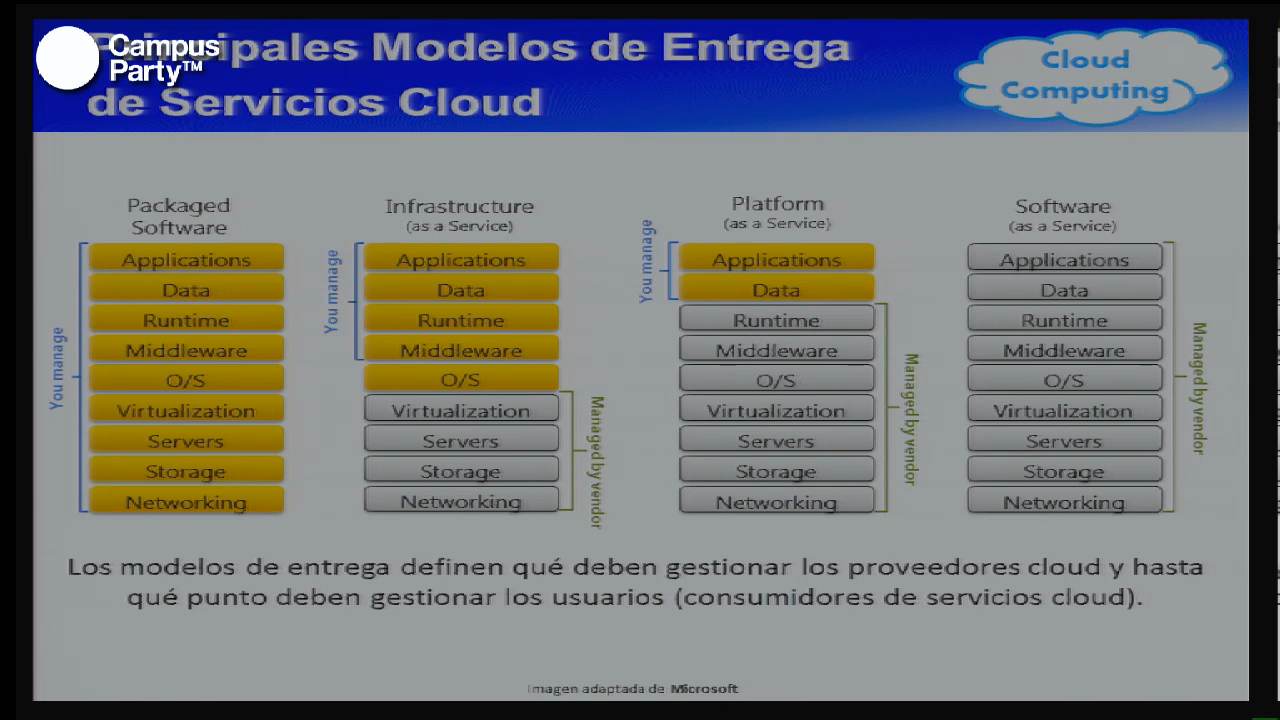 Campus
Party™
Principales Modelos de Entrega
de Servicios Cloud
Cloud
Computing
Packaged
Software
You manage
Applications
Data
Runtime
Middleware
O/S
Virtualization
Servers
Storage
Networking
Infrastructure
(as a Service)
You manage
Applications
Data
Runtime
Middleware
O/S
Virtualization
Servers
Storage
Networking
Managed by vendor
Platform
(as a Service)
You manage
Applications
Data
Runtime
Middleware
O/S
Virtualization
Servers
Storage
Networking
Managed by vendor
Software
(as a Service)
Applications
Data
Runtime
Middleware
O/S
Virtualization
Servers
Storage
Networking
Managed by vendor
Los modelos de entrega definen qué deben gestionar los proveedores cloud y hasta
qué punto deben gestionar los usuarios (consumidores de servicios cloud).
Imagen adaptada de Microsoft